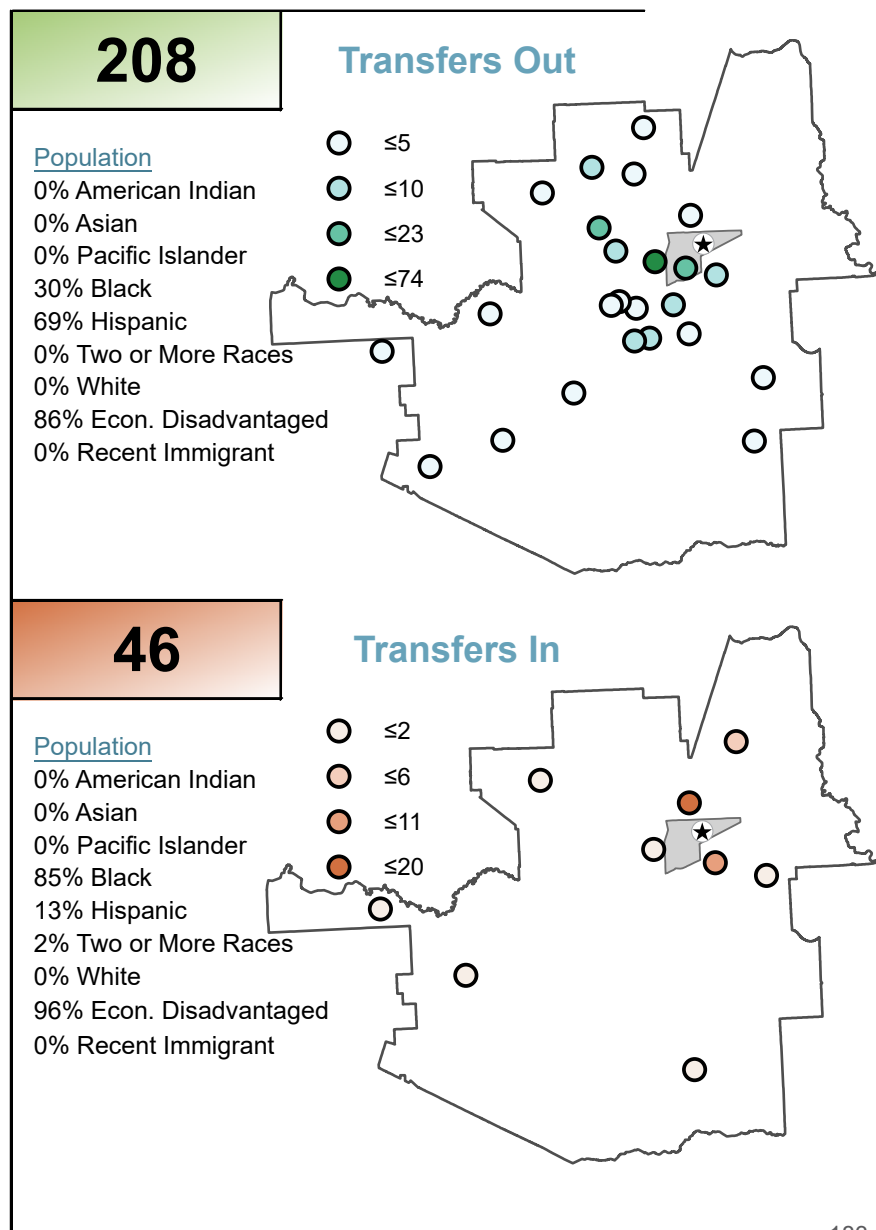 208
Transfers Out
Population
0% American Indian
0% Asian
0% Pacific Islander
30% Black
69% Hispanic
0% Two or More Races
0% White
86% Econ. Disadvantaged
0% Recent Immigrant
≤5
≤10
≤23
≤74
46
Transfers In
Population
0% American Indian
0% Asian
0% Pacific Islander
85% Black
13% Hispanic
2% Two or More Races
0% White
96% Econ. Disadvantaged
0% Recent Immigrant
≤2
≤6
≤11
≤20